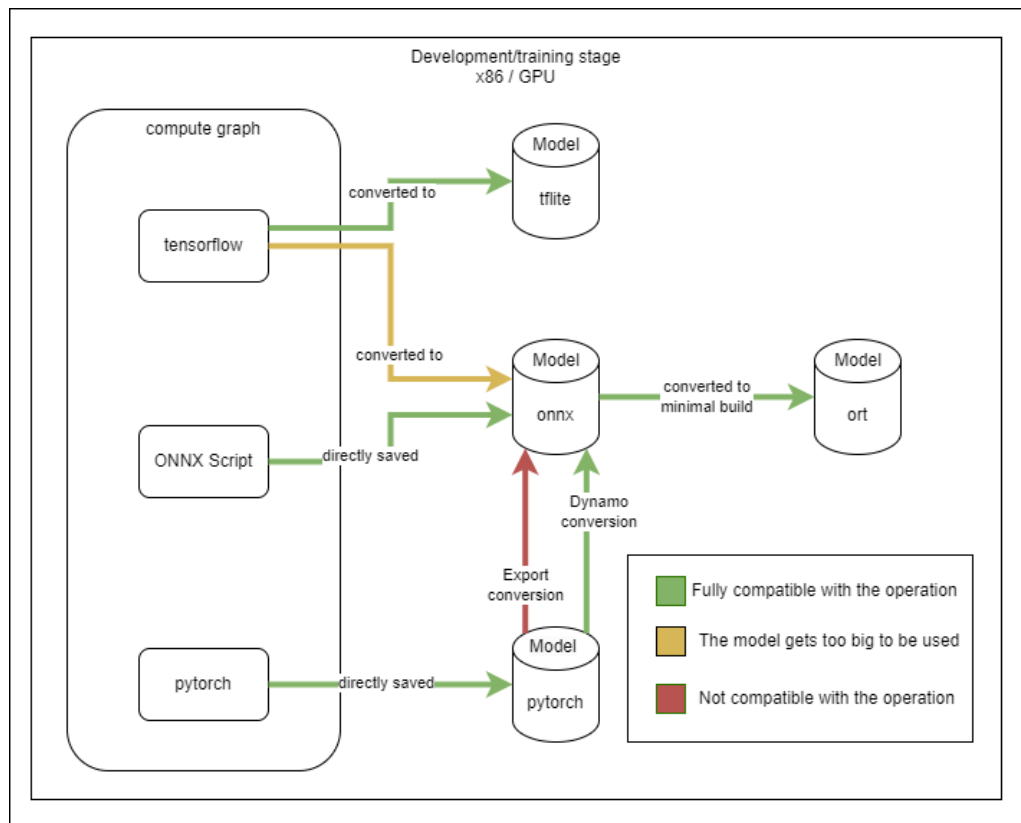 Development/training stage
x86 / GPU
compute graph
Model
tflite
converted to
tensorflow
converted to
Model
onnx
converted to
minimal build
Model
ort
ONNX Script
directly saved
Dynamo
conversion
Export
conversion
Fully compatible with the operation
The model gets too big to be used
Not compatible with the operation
pytorch
directly saved
Model
pytorch